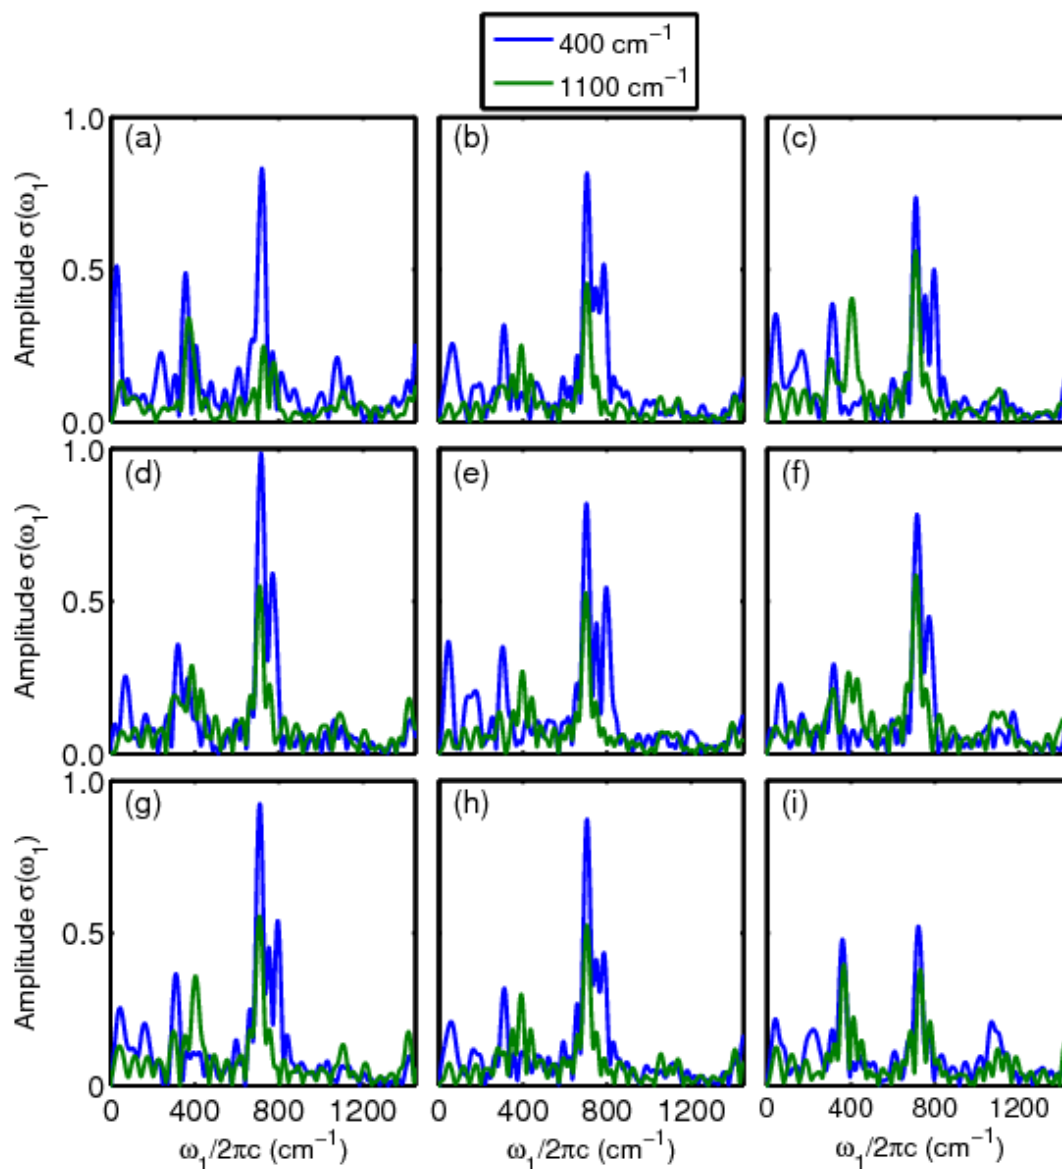 400 cm⁻¹
1100 cm⁻¹
1.0 (a) (b) (c)
Amplitude σ(ω₁)
0.5
0.0
1.0 (d) (e) (f)
Amplitude σ(ω₁)
0.5
0.0
1.0 (g) (h) (i)
Amplitude σ(ω₁)
0.5
0
0 400 800 1200 0 400 800 1200 0 400 800 1200
ω₁/2πc (cm⁻¹) ω₁/2πc (cm⁻¹) ω₁/2πc (cm⁻¹)